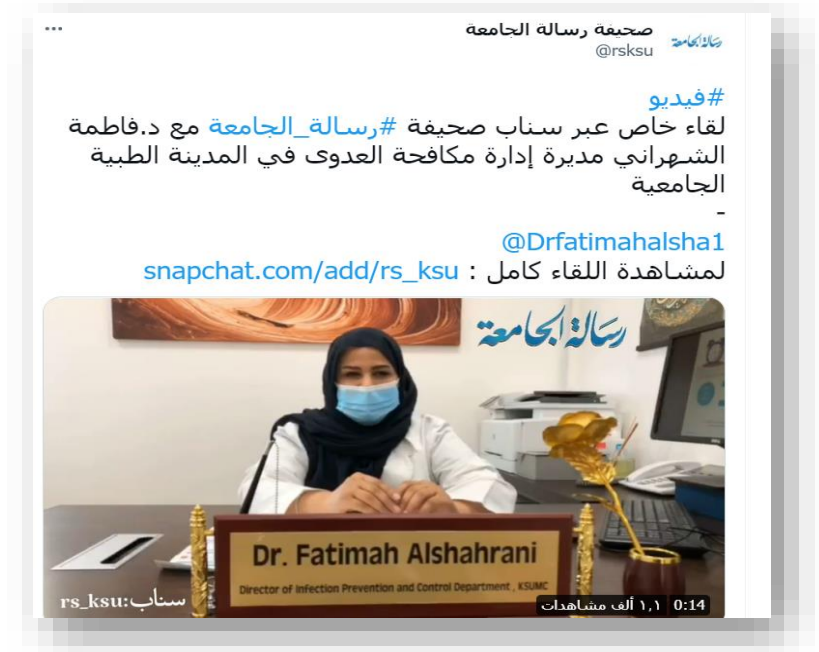 صحيفة رسالة الجامعة
@rsksu
رسالة الجامعة
#فيديو
لقاء خاص عبر سناب صحيفة #رسالة_الجامعة مع د.فاطمة
الشهراني مديرة إدارة مكافحة العدوى في المدينة الطبية
الجامعية
-
@Drfatimahalsha1
لمشاهدة اللقاء كامل : snapchat.com/add/rs_ksu
رسالة الجامعة
Dr. Fatimah Alshahrani
Director of Infection Prevention and Control Department , KSUMC
سناب:rs_ksu
١,١ ألف مشاهدات
0:14